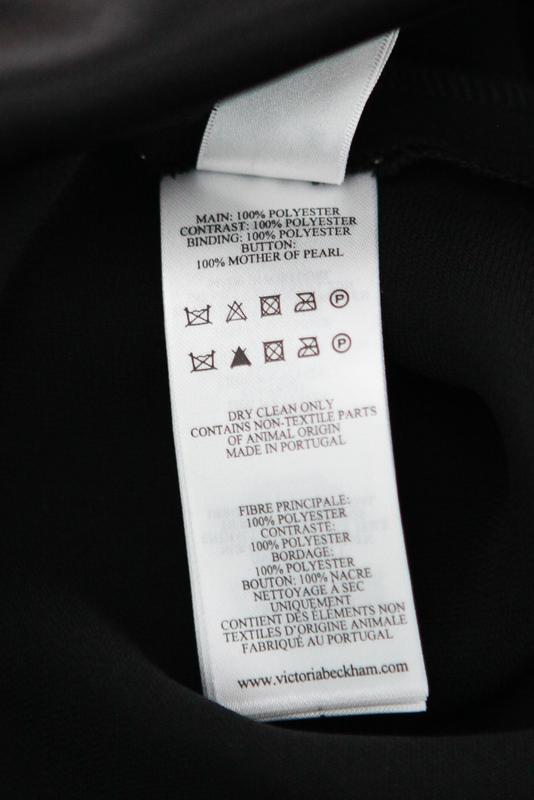 MAIN: 100% POLYESTER
CONTRAST: 100% POLYESTER
BINDING: 100% POLYESTER
BUTTON:
100% MOTHER OF PEARL
P
P
DRY CLEAN ONLY
CONTAINS NON-TEXTILE PARTS
OF ANIMAL ORIGIN
MADE IN PORTUGAL
FIBRE PRINCIPALE:
100% POLYESTER
CONTRASTE:
100% POLYESTER
BORDAGE:
100% POLYESTER
BOUTON: 100% NACRE
NETTOYAGE À SEC
UNIQUEMENT
CONTIENT DES ÉLÉMENTS NON
TEXTILES D'ORIGINE ANIMALE
FABRIQUÉ AU PORTUGAL
www.victoriabeckham.com